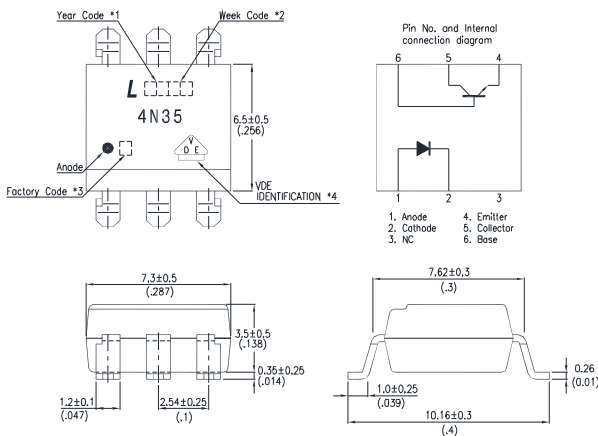 Year Code *1
Week Code *2
Pin No. and Internal
connection diagram
6 5 4
L
4N35
V
D E
6.5±0.5
(.256)
Anode
Factory Code *3
VDE
IDENTIFICATION *4
1 2 3
1. Anode
2. Cathode
3. NC
4. Emitter
5. Collector
6. Base
7,3±0.5
(.287)
7,62±0,3
(.3)
3,5±0,5
(.138)
0.35±0.25
(.014)
0.26
(0.01)
1.2±0.1
(.047)
2.54±0.25
(.1)
1.0±0,25
(.039)
10.16±0.3
(.4)